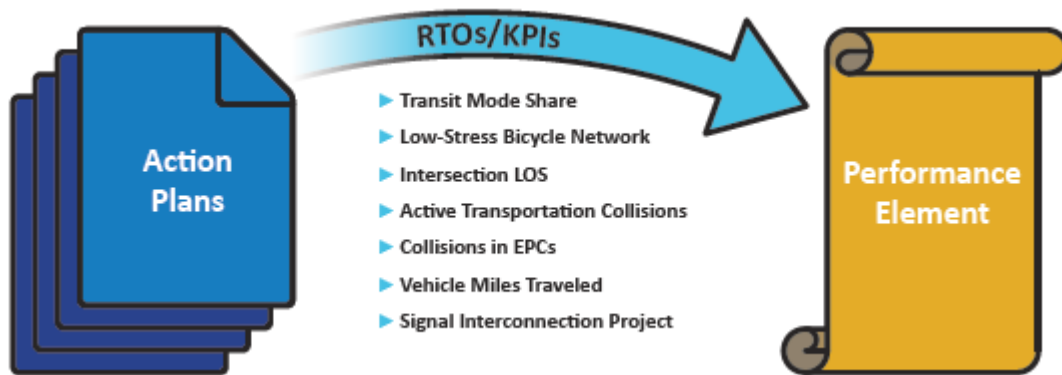 RTOs/KPIs
Action
Plans
Transit Mode Share
Low-Stress Bicycle Network
Intersection LOS
Active Transportation Collisions
Collisions in EPCs
Vehicle Miles Traveled
Signal Interconnection Project
Performance
Element